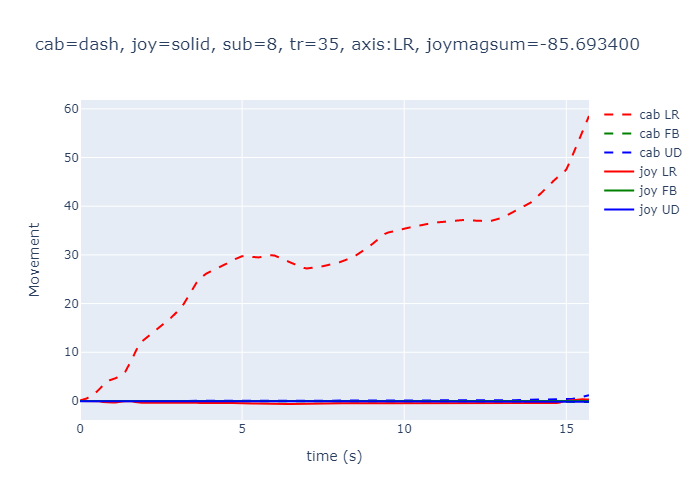 cab=dash, joy=solid, sub=8, tr=35, axis:LR, joymagsum=-85.693400
60
50
40
30
20
10
0
Movement
0 5 10 15
time (s)
cab LR
cab FB
cab UD
joy LR
joy FB
joy UD